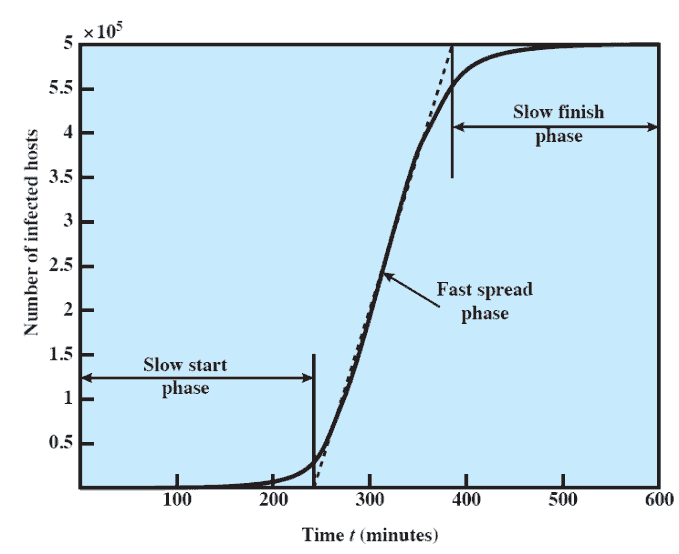 ×10⁵
5
5.5
4
3.5
3
2.5
2
1.5
1
0.5
Number of infected hosts
Slow finish
phase
Fast spread
phase
Slow start
phase
100 200 300 400 500 600
Time t (minutes)